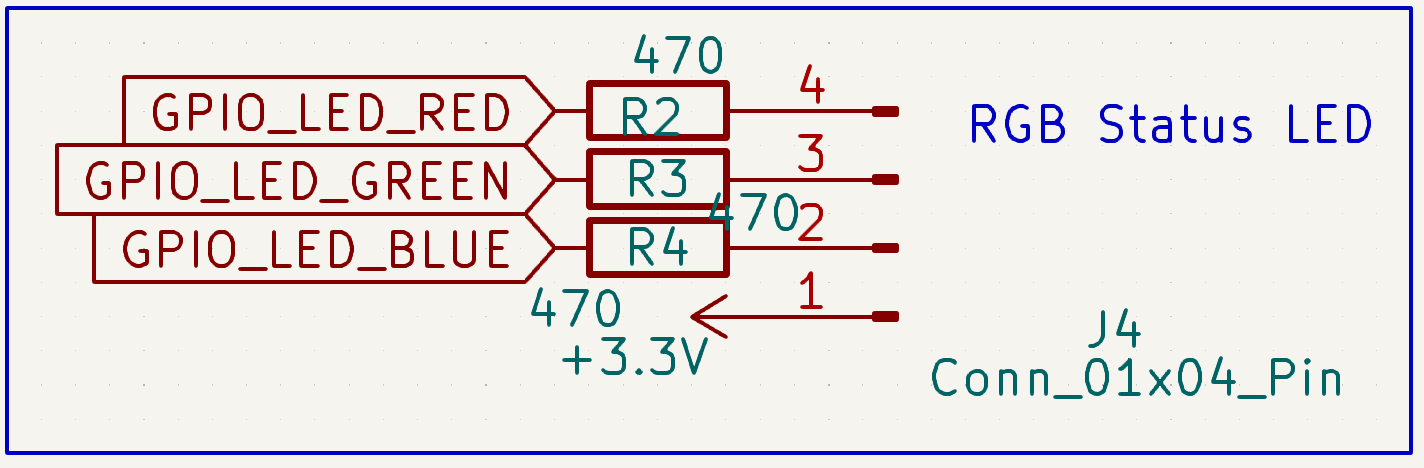 470
4
GPIO_LED_RED
R2
RGB Status LED
3
GPIO_LED_GREEN
R3
470
2
GPIO_LED_BLUE
R4
1
470
+3.3V
J4
Conn_01x04_Pin